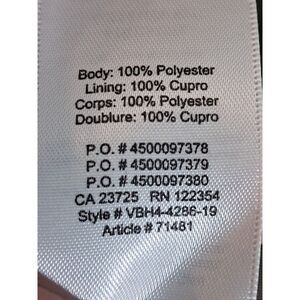 Body: 100% Polyester
Lining: 100% Cupro
Corps: 100% Polyester
Doublure: 100% Cupro
P.O. # 4500097378
P.O. # 4500097379
P.O. # 4500097380
CA 23725 RN 122354
Style # VBH4-4286-19
Article # 71481